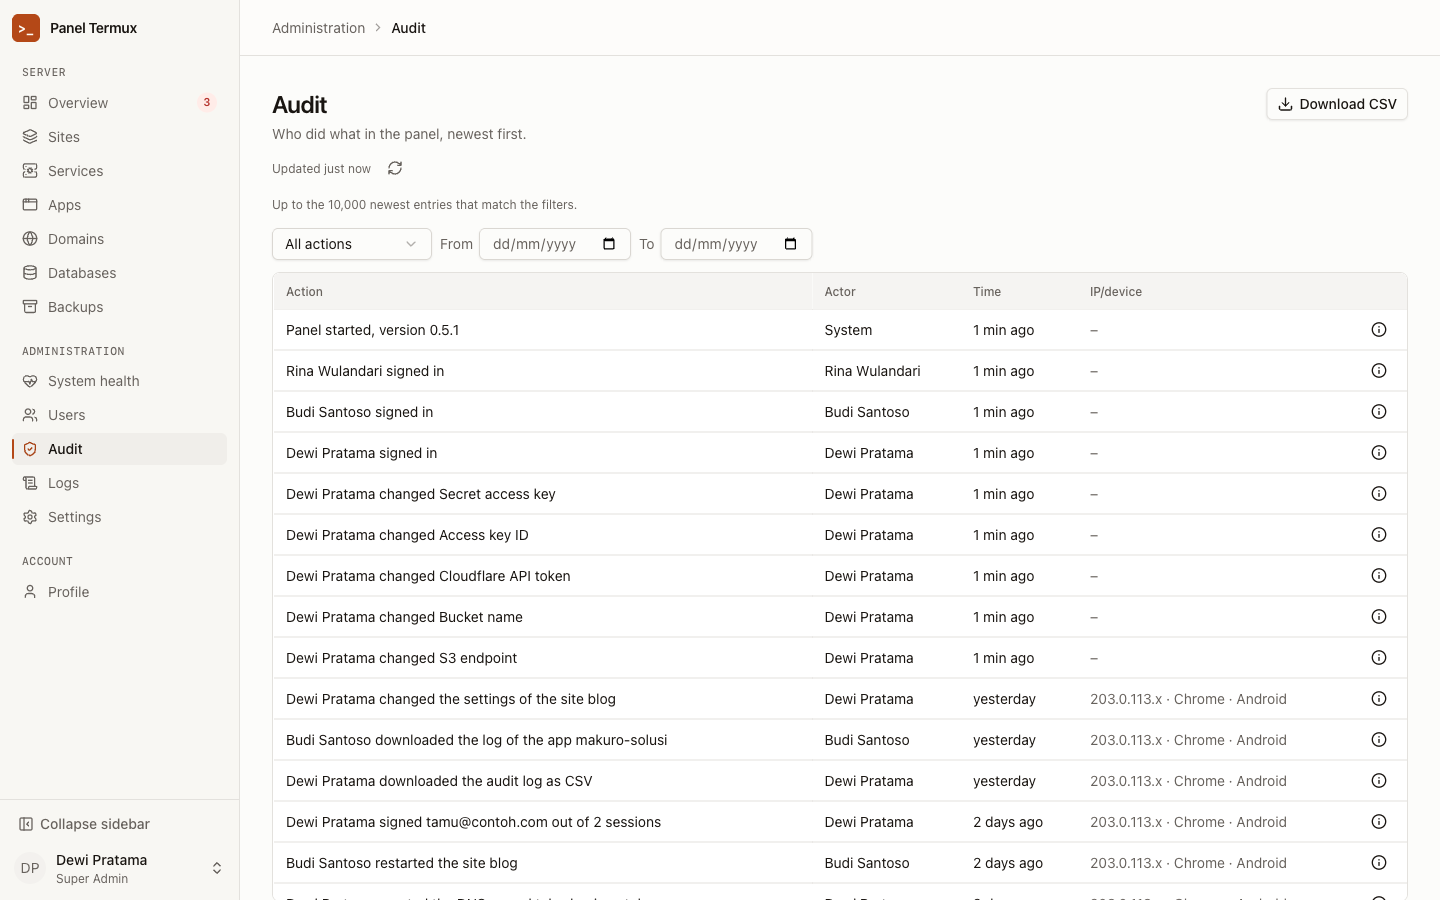 >_ Panel Termux
SERVER
Overview 3
Sites
Services
Apps
Domains
Databases
Backups
ADMINISTRATION
System health
Users
Audit
Logs
Settings
ACCOUNT
Profile
Collapse sidebar
DP Dewi Pratama
Super Admin
Administration > Audit
Audit
Download CSV
Who did what in the panel, newest first.
Updated just now
Up to the 10,000 newest entries that match the filters.
All actions From dd/mm/yyyy To dd/mm/yyyy
Action Actor Time IP/device
Panel started, version 0.5.1 System 1 min ago –
Rina Wulandari signed in Rina Wulandari 1 min ago –
Budi Santoso signed in Budi Santoso 1 min ago –
Dewi Pratama signed in Dewi Pratama 1 min ago –
Dewi Pratama changed Secret access key Dewi Pratama 1 min ago –
Dewi Pratama changed Access key ID Dewi Pratama 1 min ago –
Dewi Pratama changed Cloudflare API token Dewi Pratama 1 min ago –
Dewi Pratama changed Bucket name Dewi Pratama 1 min ago –
Dewi Pratama changed S3 endpoint Dewi Pratama 1 min ago –
Dewi Pratama changed the settings of the site blog Dewi Pratama yesterday 203.0.113.x · Chrome · Android
Budi Santoso downloaded the log of the app makuro-solusi Budi Santoso yesterday 203.0.113.x · Chrome · Android
Dewi Pratama downloaded the audit log as CSV Dewi Pratama yesterday 203.0.113.x · Chrome · Android
Dewi Pratama signed tamu@contoh.com out of 2 sessions Dewi Pratama 2 days ago 203.0.113.x · Chrome · Android
Budi Santoso restarted the site blog Budi Santoso 2 days ago 203.0.113.x · Chrome · Android